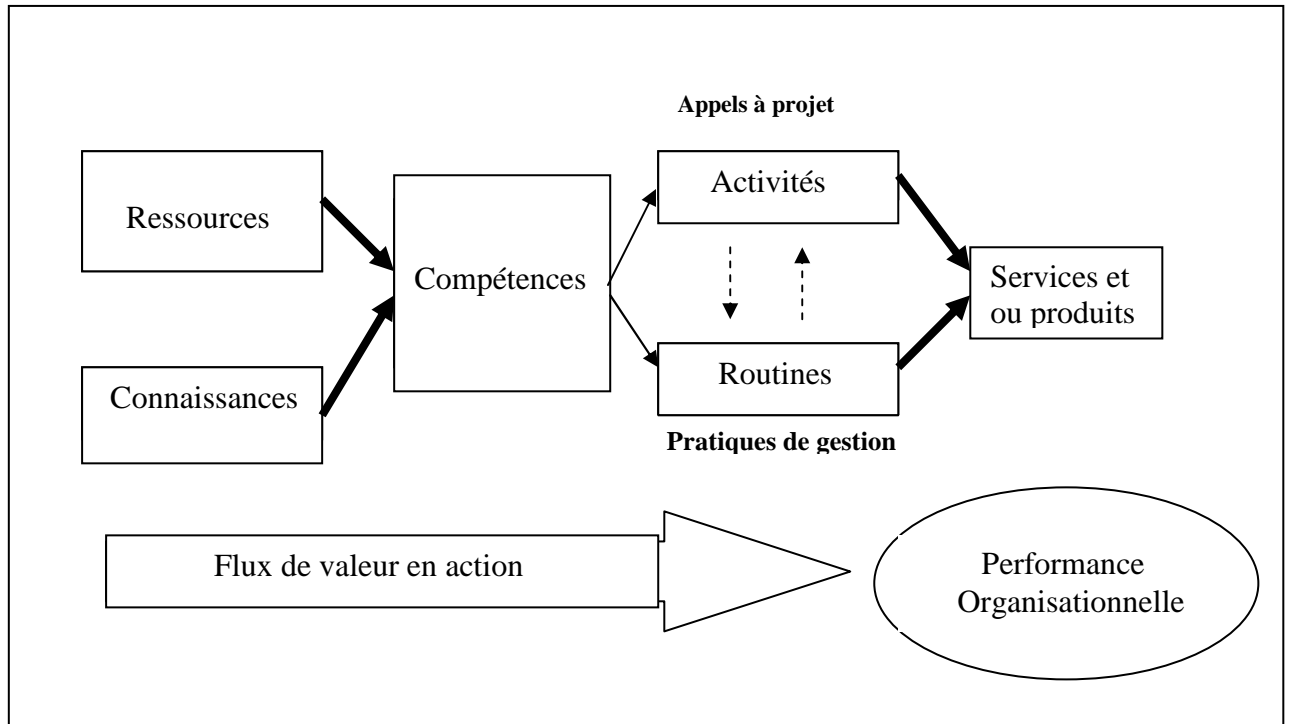 Appels à projet
Ressources
Connaissances
Compétences
Activités
Routines
Pratiques de gestion
Services et
ou produits
Flux de valeur en action
Performance
Organisationnelle